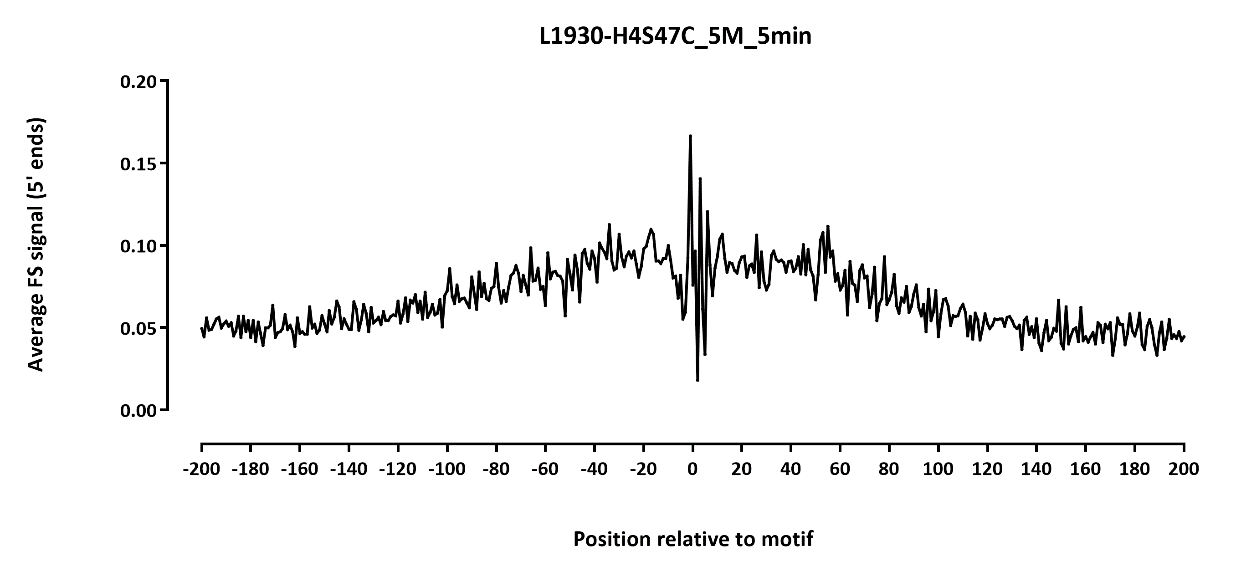 L1930-H4S47C_5M_5min
Average FS signal (5' ends)
0.20
0.15
0.10
0.05
0.00
-200 -180 -160 -140 -120 -100 -80 -60 -40 -20 0 20 40 60 80 100 120 140 160 180 200
Position relative to motif